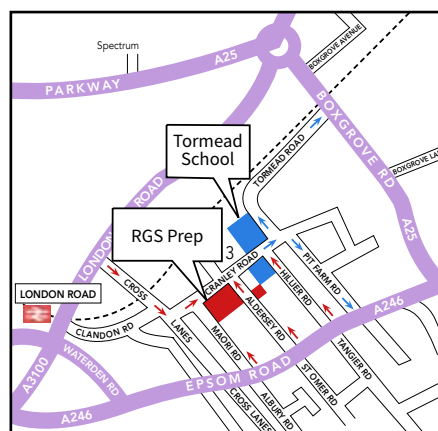 Spectrum
A25
PARKWAY
BOXGROVE AVENUE
BOXGROVE RD
Tormead
School
TORMEAD ROAD
BOXGROVE LA
LONDON ROAD
RGS Prep
3
CRANLEY ROAD
PIT FARM RD
A25
LONDON ROAD
CROSS
LANES
HILLIER RD
A246
CLANDON RD
ALDERSEY RD
MAORI RD
TANGIER RD
A3100
WATERDEN RD
EPSOM ROAD
ST OMER RD
ALBURY RD
CROSS LANES
A246